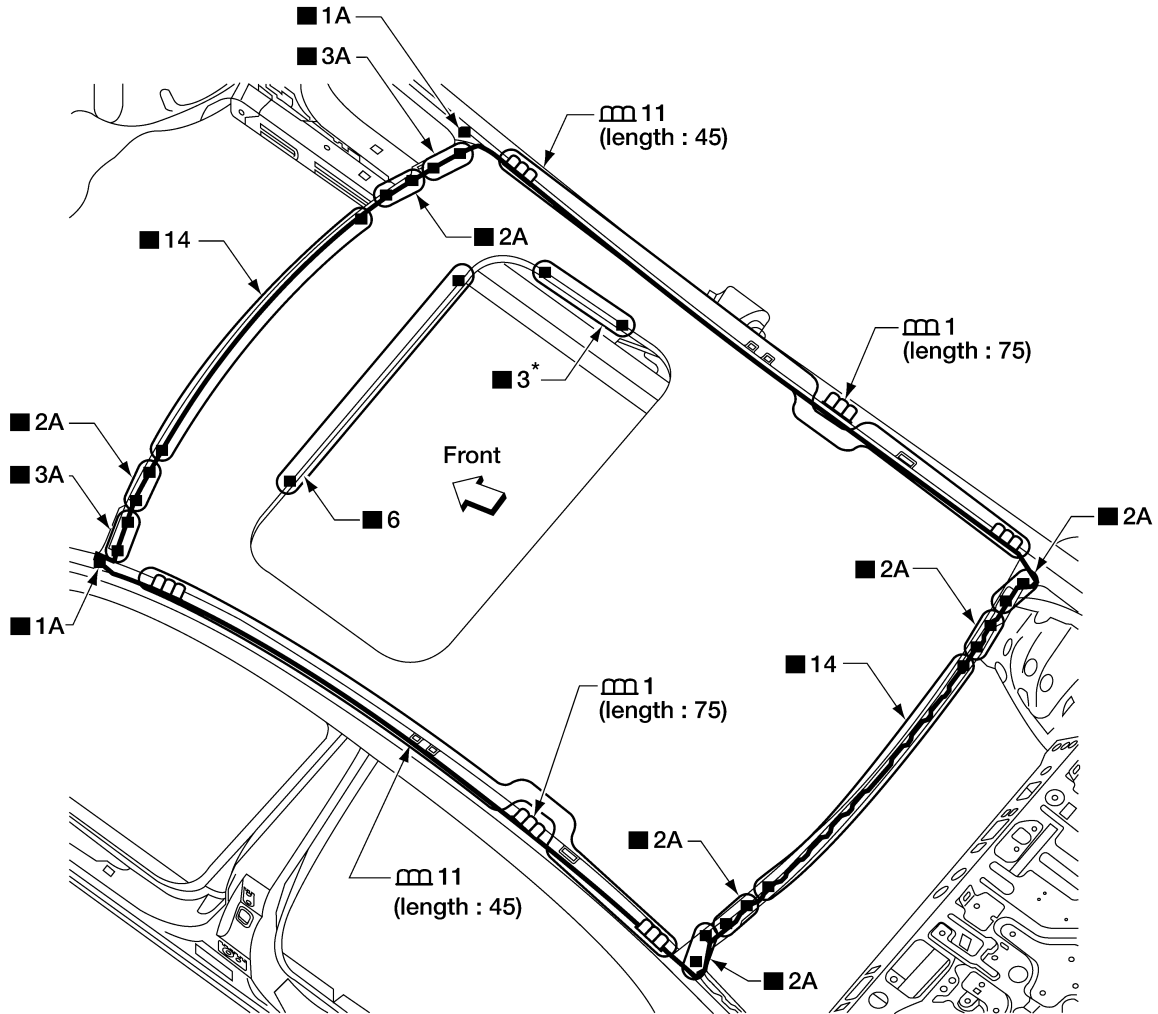 ■ 1A
■ 3A
11
(length : 45)
■ 2A
■ 14
1
(length : 75)
■ 3*
■ 2A
Front
■ 3A
■ 6
■ 2A
■ 2A
■ 1A
■ 14
1
(length : 75)
■ 2A
11
(length : 45)
■ 2A